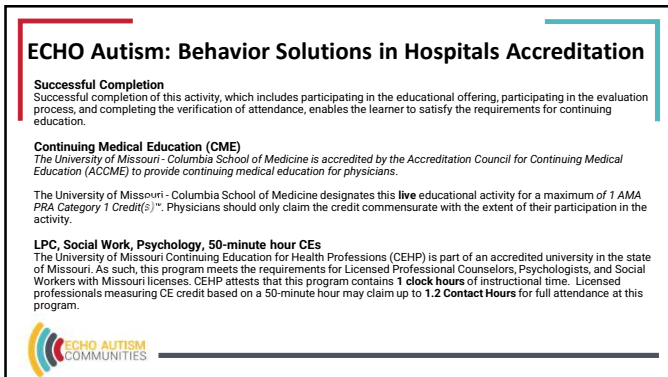 ECHO Autism: Behavior Solutions in Hospitals Accreditation
Successful Completion
Successful completion of this activity, which includes participating in the educational offering, participating in the evaluation
process, and completing the verification of attendance, enables the learner to satisfy the requirements for continuing
education.
Continuing Medical Education (CME)
The University of Missouri - Columbia School of Medicine is accredited by the Accreditation Council for Continuing Medical
Education (ACCME) to provide continuing medical education for physicians.
The University of Missouri - Columbia School of Medicine designates this live educational activity for a maximum of 1 AMA
PRA Category 1 Credit(s)™. Physicians should only claim the credit commensurate with the extent of their participation in the
activity.
LPC, Social Work, Psychology, 50-minute hour CEs
The University of Missouri Continuing Education for Health Professions (CEHP) is part of an accredited university in the state
of Missouri. As such, this program meets the requirements for Licensed Professional Counselors, Psychologists, and Social
Workers with Missouri licenses. CEHP attests that this program contains 1 clock hours of instructional time. Licensed
professionals measuring CE credit based on a 50-minute hour may claim up to 1.2 Contact Hours for full attendance at this
program.
ECHO AUTISM
COMMUNITIES